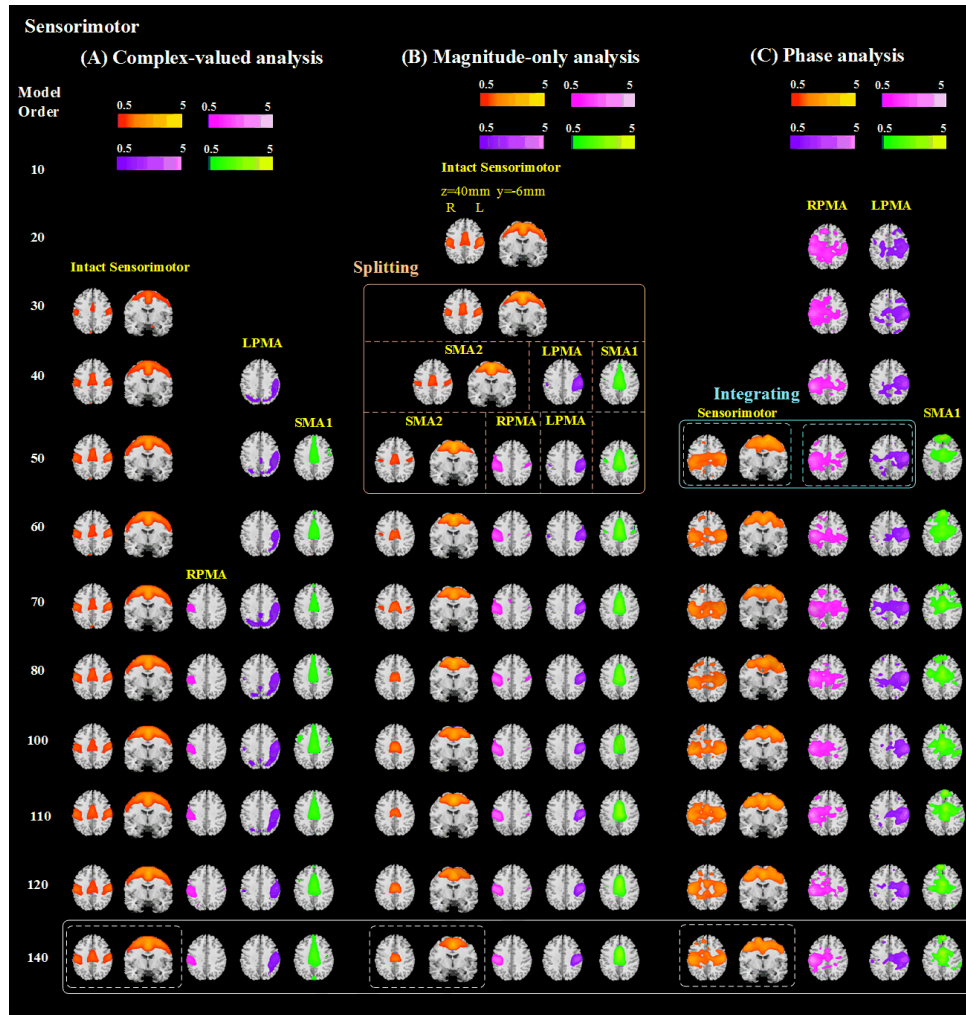 Sensorimotor
(A) Complex-valued analysis
(B) Magnitude-only analysis
(C) Phase analysis
Model
Order
0.5 5 0.5 5
0.5 5 0.5 5
0.5 5 0.5 5
0.5 5 0.5 5
0.5 5 0.5 5
0.5 5 0.5 5
10
Intact Sensorimotor
z=40mm y=-6mm
R L
RPMA LPMA
20
Intact Sensorimotor
Splitting
30
LPMA
SMA2 LPMA SMA1
40
Integrating
SMA1
SMA2 RPMA LPMA
Sensorimotor
SMA1
50
60
RPMA
70
80
100
110
120
140